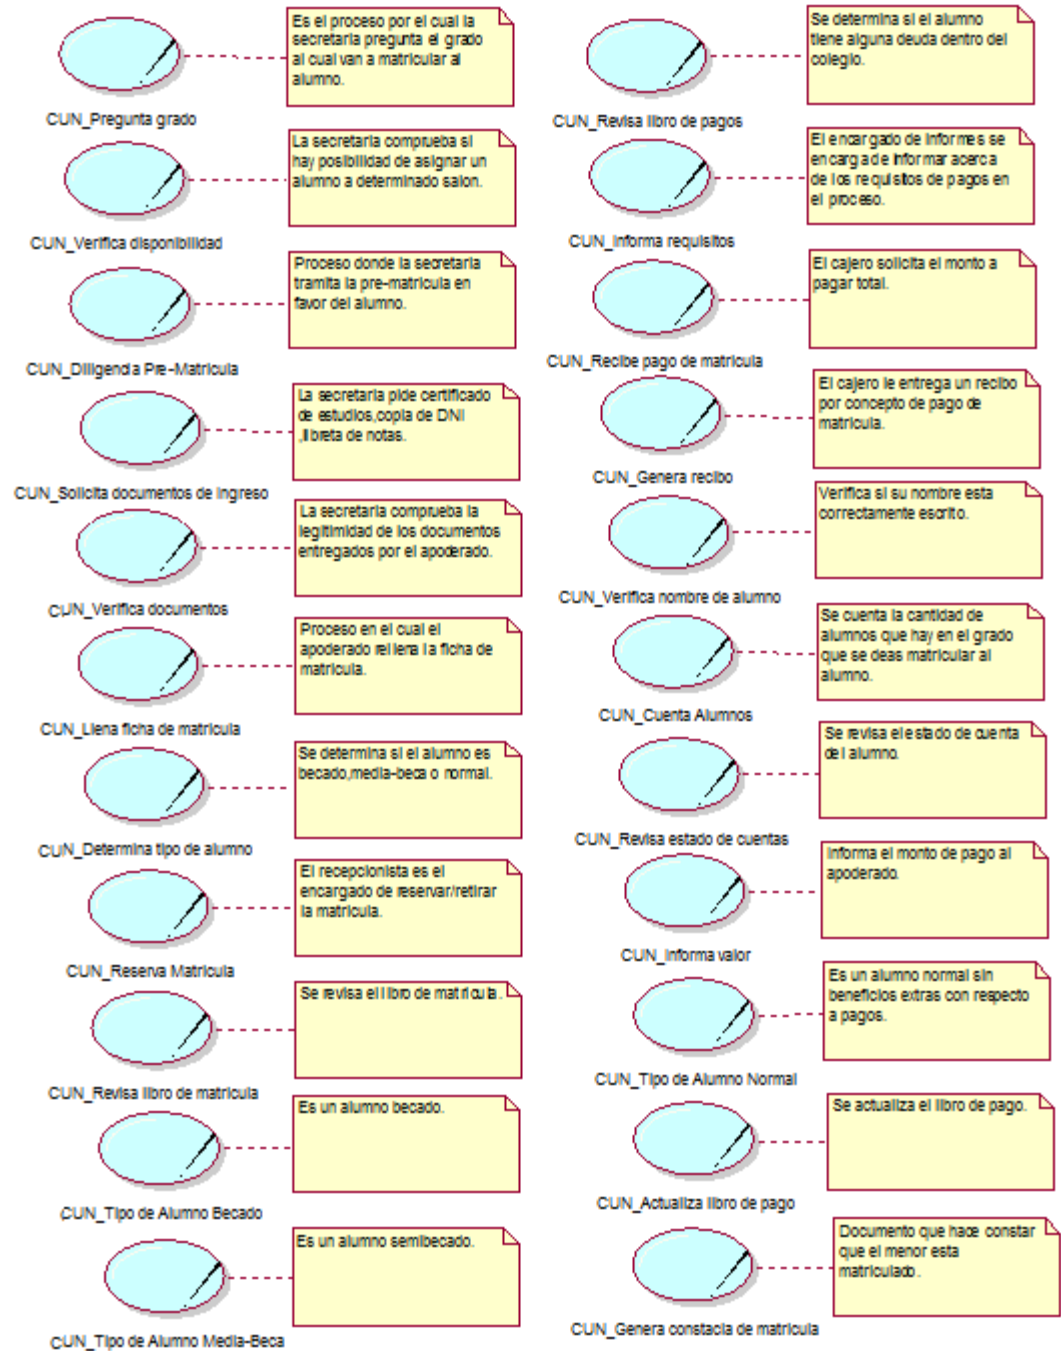 Es el proceso por el cual la
secretaria pregunta el grado
al cual van a matricular al
alumno.
CUN_Pregunta grado
La secretaria comprueba si
hay posibilidad de asignar un
alumno a determinado salon.
CUN_Verifica disponibilidad
Proceso donde la secretaria
tramita la pre-matricula en
favor del alumno.
CUN_Diligencia Pre-Matricula
La secretaria pide certificado
de estudios,copia de DNI
,libreta de notas.
CUN_Solicita documentos de ingreso
La secretaria comprueba la
legitimidad de los documentos
entregados por el apoderado.
CUN_Verifica documentos
Proceso en el cual el
apoderado rellena la ficha de
matricula.
CUN_Llena ficha de matricula
Se determina si el alumno es
becado,media-beca o normal.
CUN_Determina tipo de alumno
El recepcionista es el
encargado de reservar/retirar
la matricula.
CUN_Reserva Matricula
Se revisa el libro de matricula.
CUN_Revisa libro de matricula
Es un alumno becado.
CUN_Tipo de Alumno Becado
Es un alumno semibecado.
CUN_Tipo de Alumno Media-Beca
Se determina si el alumno
tiene alguna deuda dentro del
colegio.
CUN_Revisa libro de pagos
El encargado de informes se
encarga de informar acerca
de los requisitos de pagos en
el proceso.
CUN_Informa requisitos
El cajero solicita el monto a
pagar total.
CUN_Recibe pago de matricula
El cajero le entrega un recibo
por concepto de pago de
matricula.
CUN_Genera recibo
Verifica si su nombre esta
correctamente escrito.
CUN_Verifica nombre de alumno
Se cuenta la cantidad de
alumnos que hay en el grado
que se deas matricular al
alumno.
CUN_Cuenta Alumnos
Se revisa el estado de cuenta
del alumno.
CUN_Revisa estado de cuentas
Informa el monto de pago al
apoderado.
CUN_Informa valor
Es un alumno normal sin
beneficios extras con respecto
a pagos.
CUN_Tipo de Alumno Normal
Se actualiza el libro de pago.
CUN_Actualiza libro de pago
Documento que hace constar
que el menor esta
matriculado.
CUN_Genera constacia de matricula